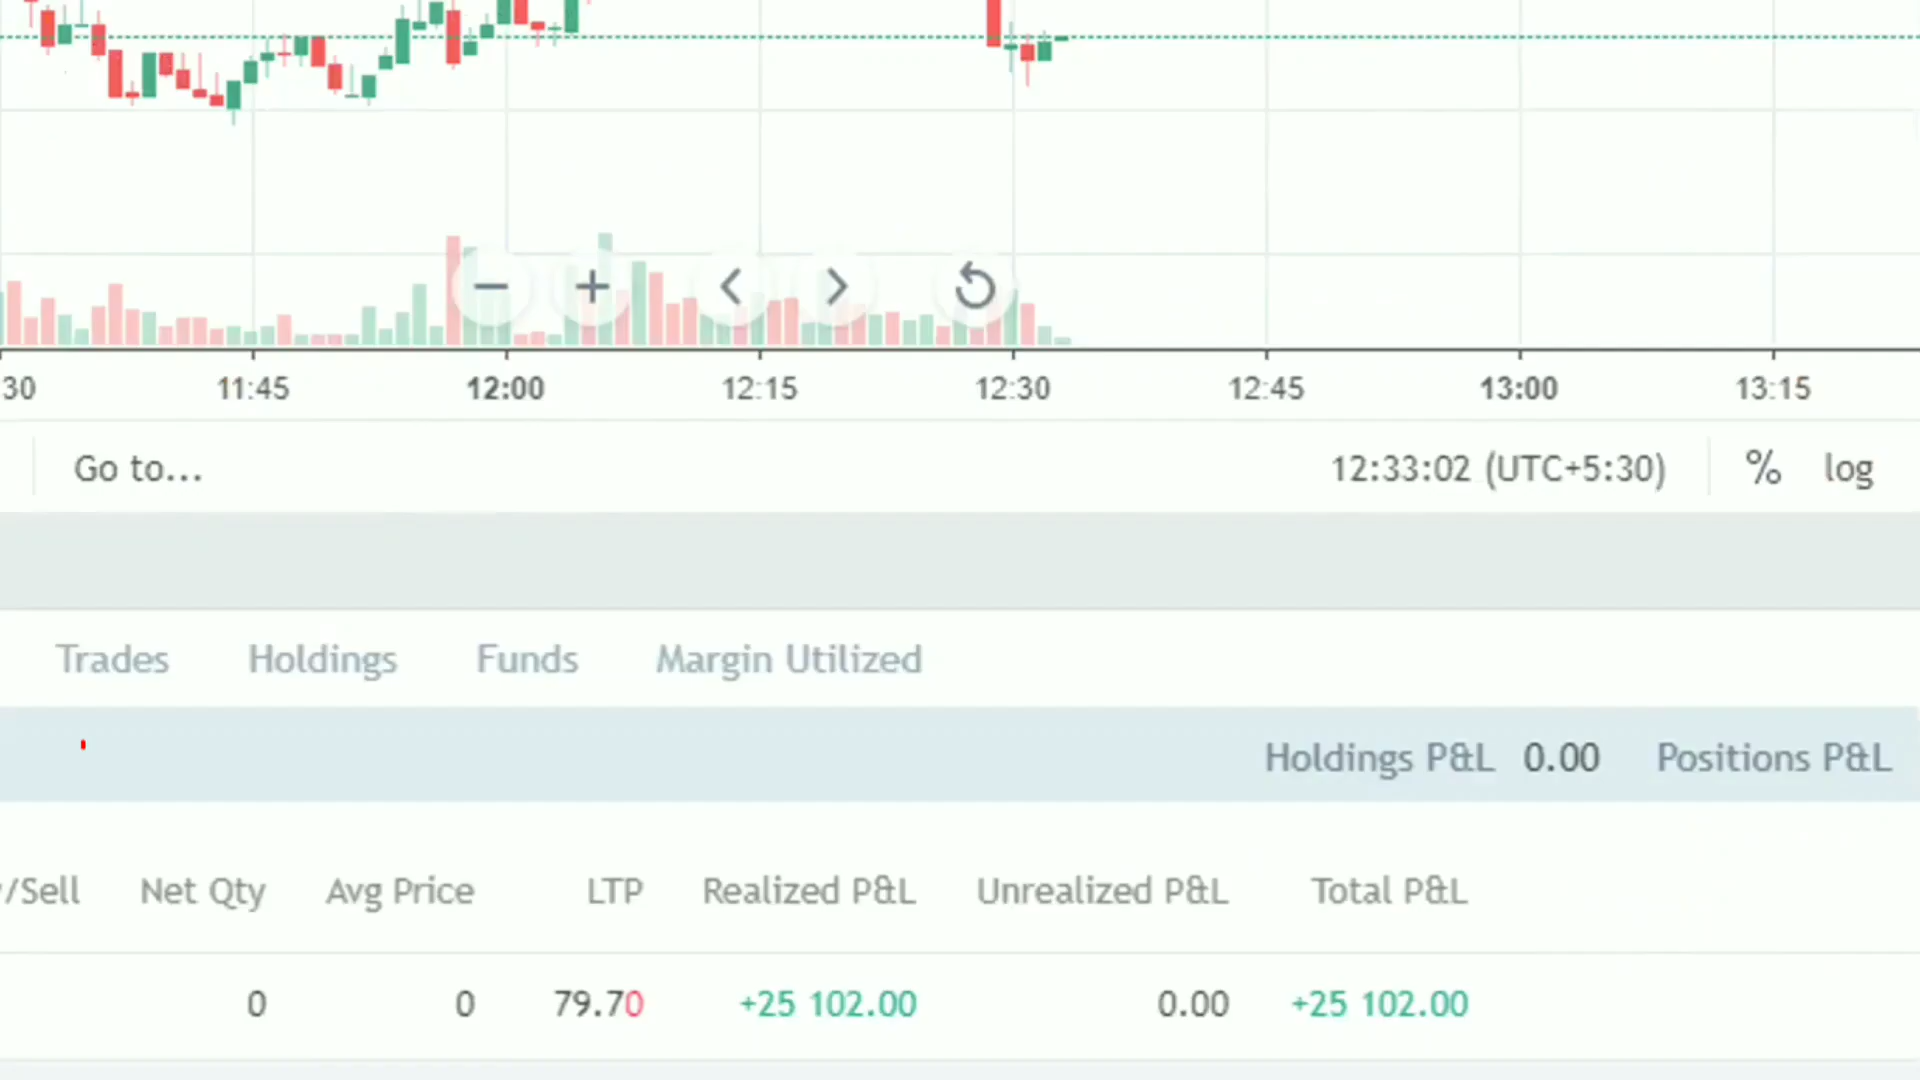 30 11:45 12:00 12:15 12:30 12:45 13:00 13:15
Go to... 12:33:02 (UTC+5:30) % log
Trades Holdings Funds Margin Utilized
Holdings P&L 0.00 Positions P&L
/Sell Net Qty Avg Price LTP Realized P&L Unrealized P&L Total P&L
0 0 79.70 +25 102.00 0.00 +25 102.00